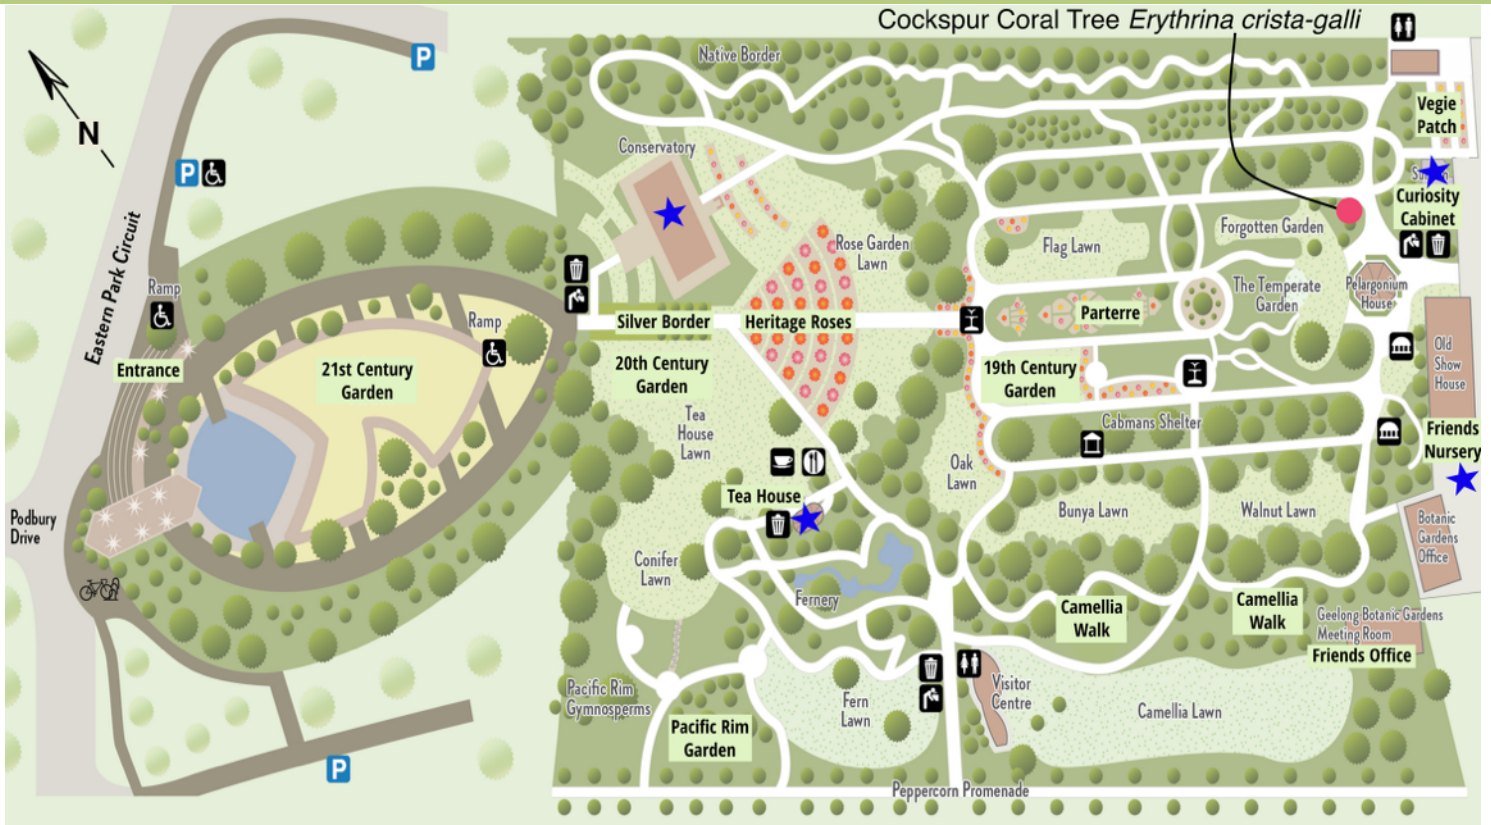 Cockspur Coral Tree Erythrina crista-galli
P
Native Border
N
Vegie
Patch
Conservatory
P
Curiosity
Cabinet
Eastern Park Circuit
Rose Garden
Lawn
Flag Lawn
Forgotten Garden
Ramp
The Temperate
Garden
Pelargonium
House
Parterre
Silver Border
Heritage Roses
Ramp
Entrance
21st Century
Garden
20th Century
Garden
19th Century
Garden
Old
Show
House
Tea
House
Lawn
Cabmans Shelter
Friends
Nursery
Oak
Lawn
Tea House
Bunya Lawn
Walnut Lawn
Podbury
Drive
Botanic
Gardens
Office
Conifer
Lawn
Fernery
Camellia
Walk
Camellia
Walk
Geelong Botanic Gardens
Meeting Room
Friends Office
Pacific Rim
Gymnosperms
Visitor
Centre
Fern
Lawn
Camellia Lawn
Pacific Rim
Garden
P
Peppercorn Promenade